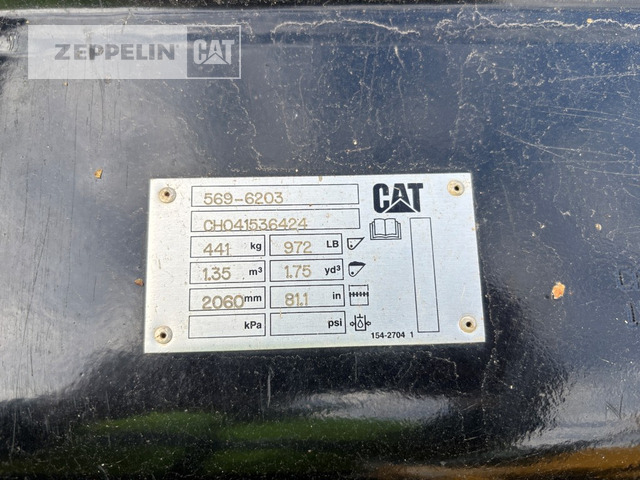 ZEPPELIN CAT
569-6203
CAT
CH041536424
441 kg 972 LB
1.35 m³ 1.75 yd³
2060 mm 81.1 in
kPa psi
154-2704 1